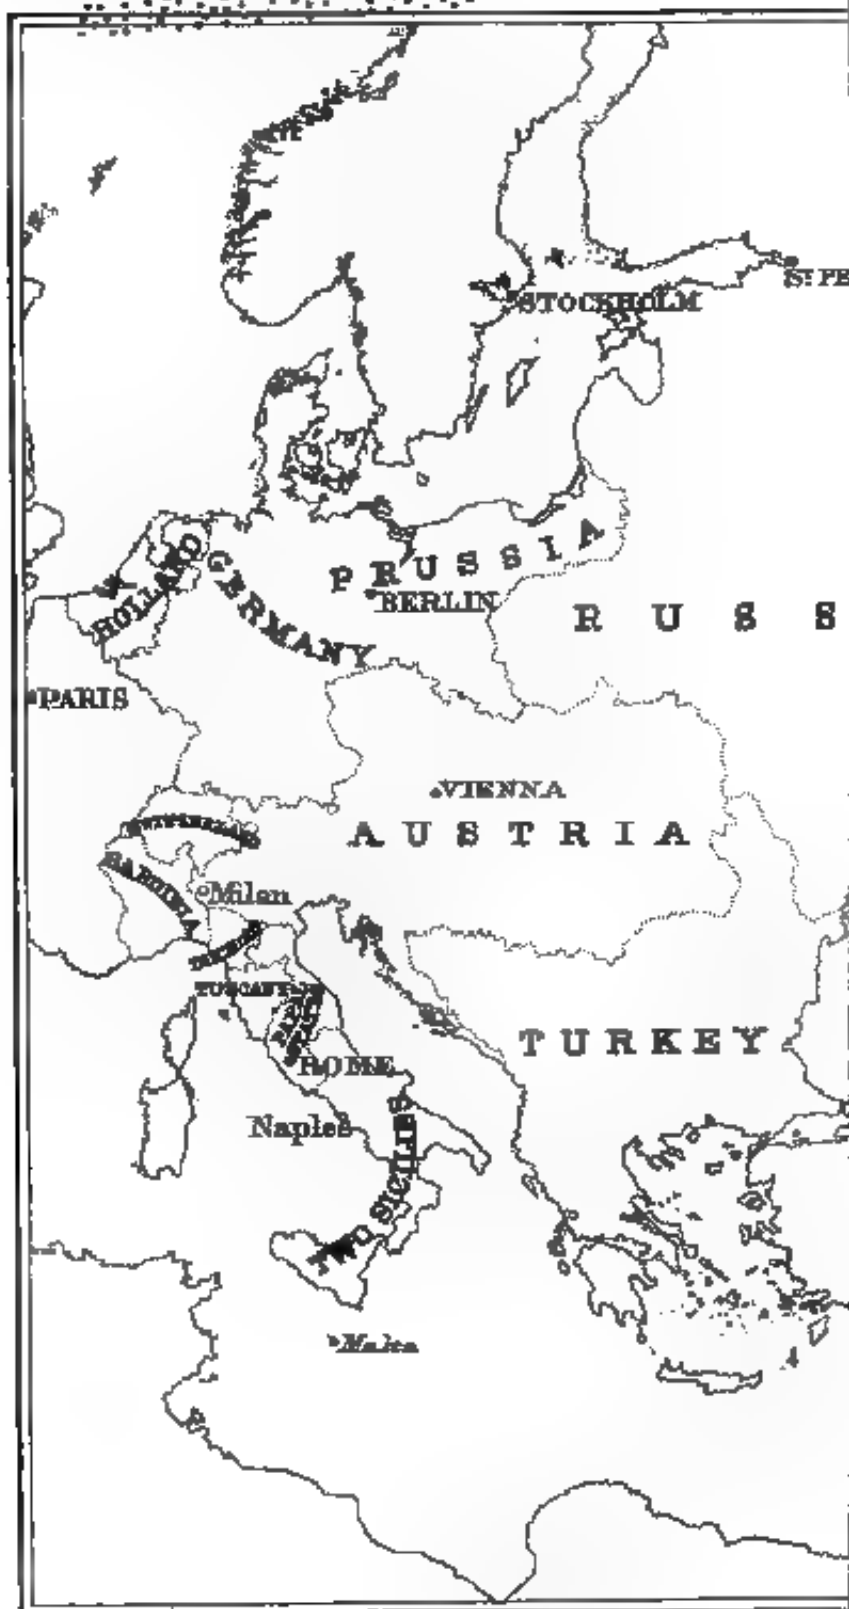 STOCKHOLM
ST. PE
HOLLAND
GERMANY
PRUSSIA
BERLIN
RUSS
PARIS
VIENNA
SWITZERLAND
AUSTRIA
SARDINIA
Milan
TUSCANY
TURKEY
ROME
Naples
TWO SICILIES
Malta